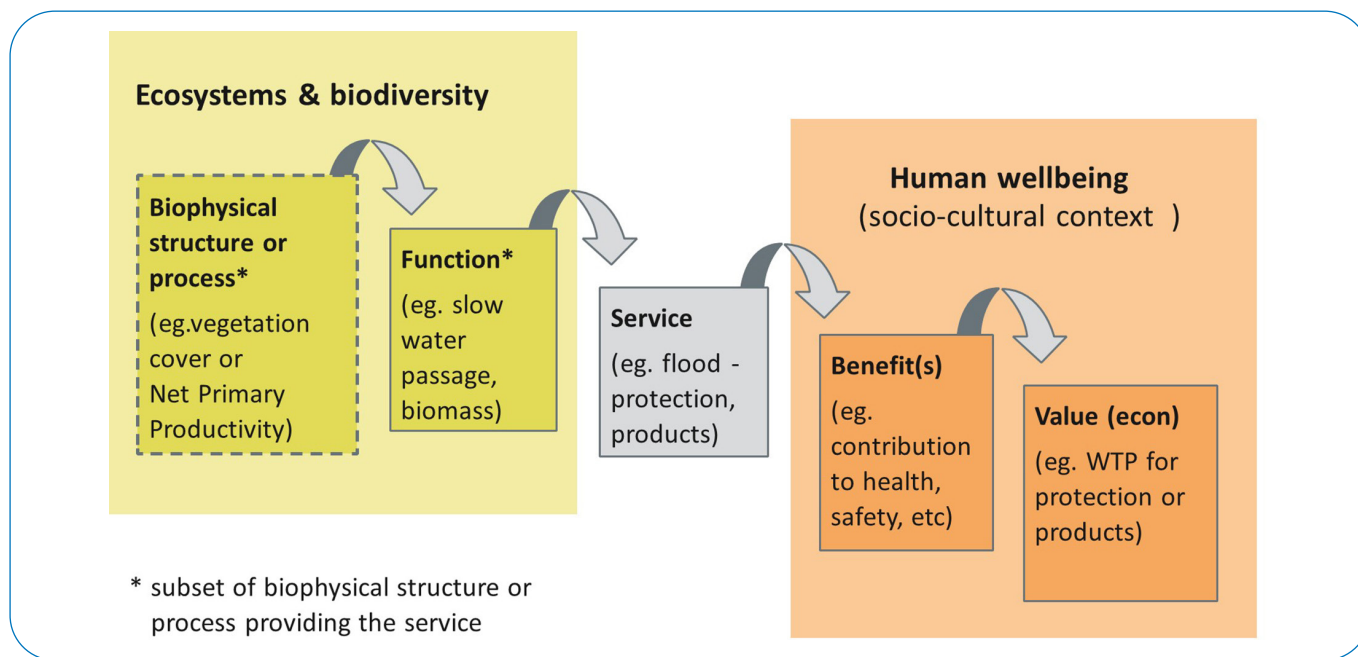 Ecosystems & biodiversity
Biophysical
structure or
process*
(eg.vegetation
cover or
Net Primary
Productivity)
Function*
(eg. slow
water
passage,
biomass)
Service
(eg. flood -
protection,
products)
Human wellbeing
(socio-cultural context )
Benefit(s)
(eg.
contribution
to health,
safety, etc)
Value (econ)
(eg. WTP for
protection or
products)
* subset of biophysical structure or
process providing the service